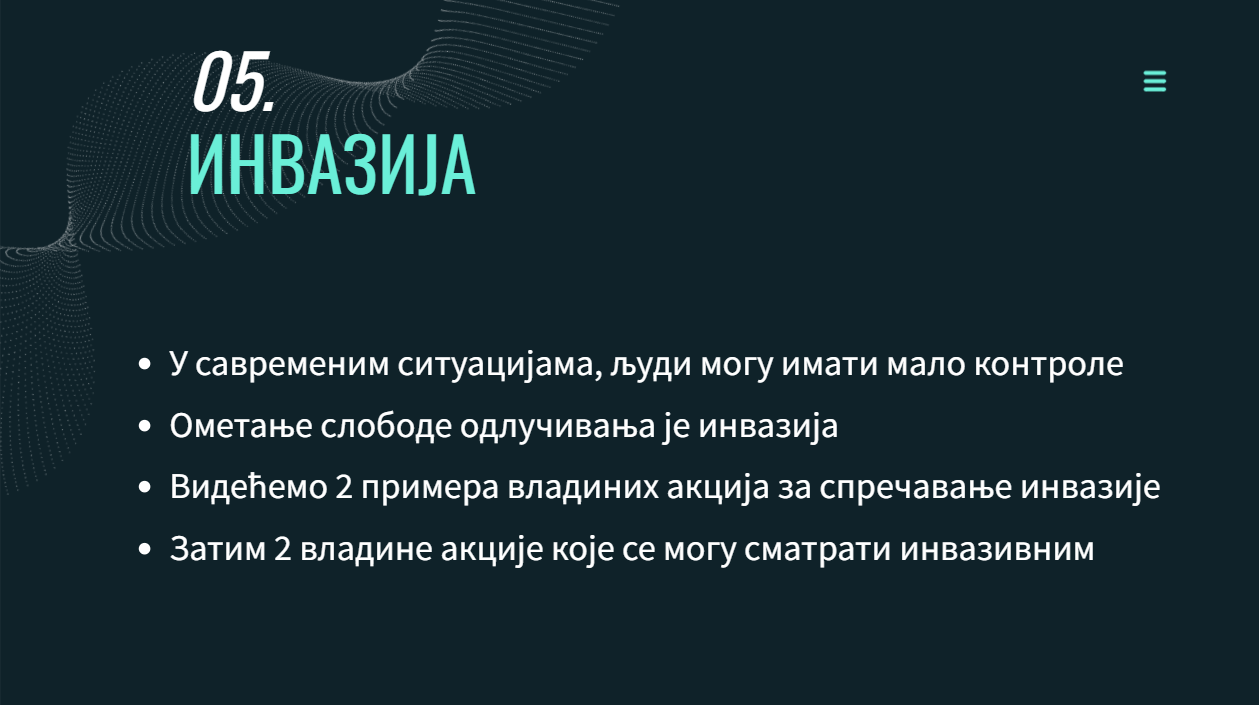 05.
ИНВАЗИЈА
• У савременим ситуацијама, људи могу имати мало контроле
• Ометање слободе одлучивања је инвазија
• Видећемо 2 примера владиних акција за спречавање инвазије
• Затим 2 владине акције које се могу сматрати инвазивним